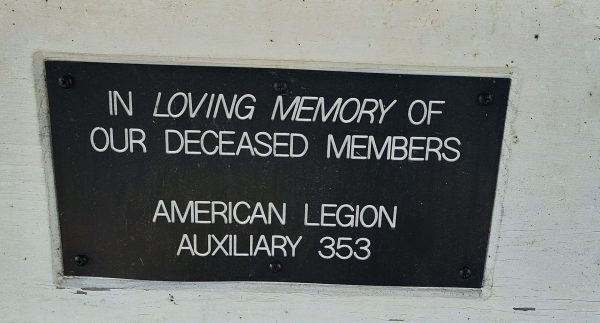 IN LOVING MEMORY OF
OUR DECEASED MEMBERS
AMERICAN LEGION
AUXILIARY 353